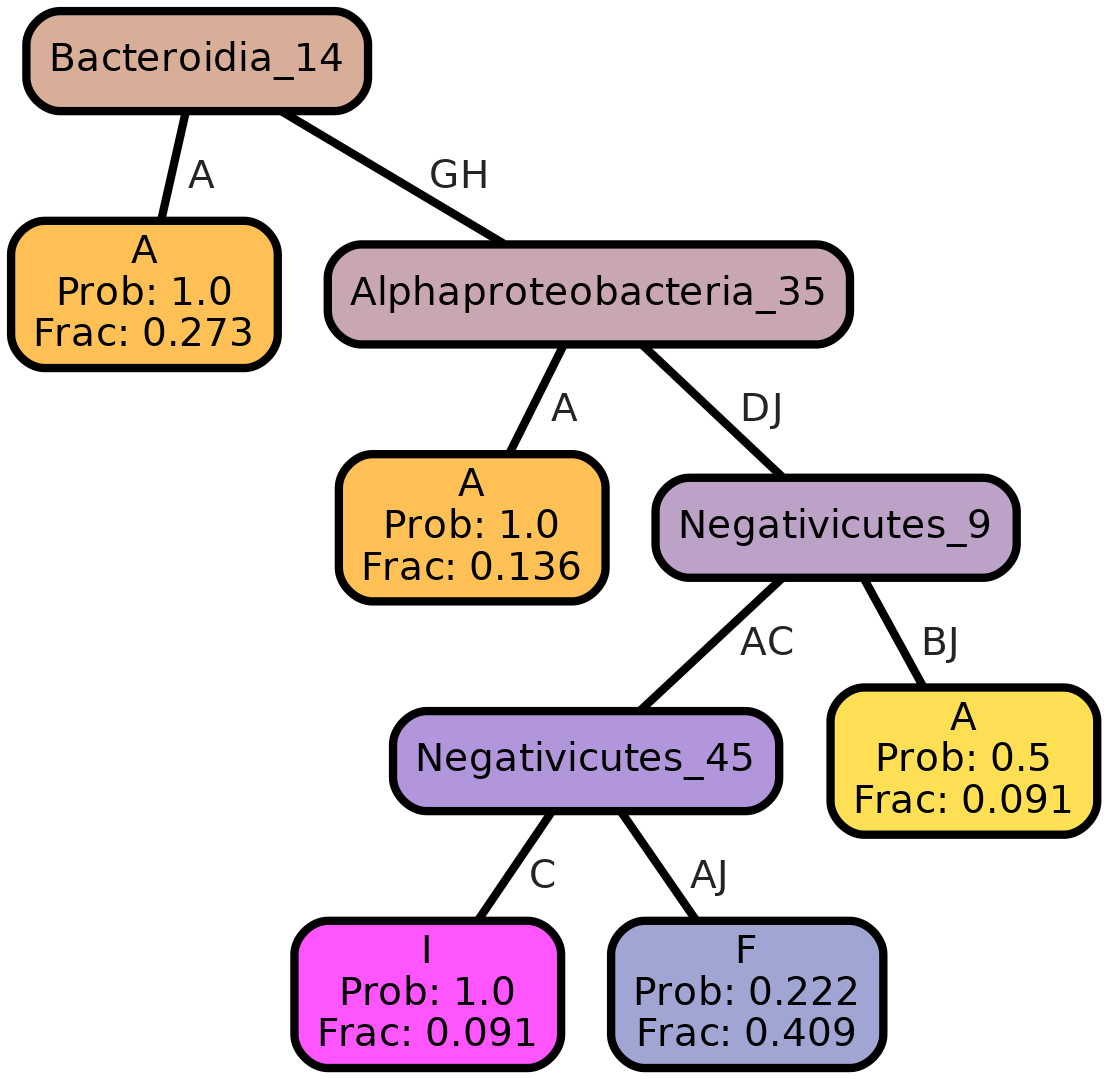 Bacteroidia_14
A
GH
A
Prob: 1.0
Frac: 0.273
Alphaproteobacteria_35
A
DJ
A
Prob: 1.0
Frac: 0.136
Negativicutes_9
AC
BJ
Negativicutes_45
A
Prob: 0.5
Frac: 0.091
C
AJ
I
Prob: 1.0
Frac: 0.091
F
Prob: 0.222
Frac: 0.409